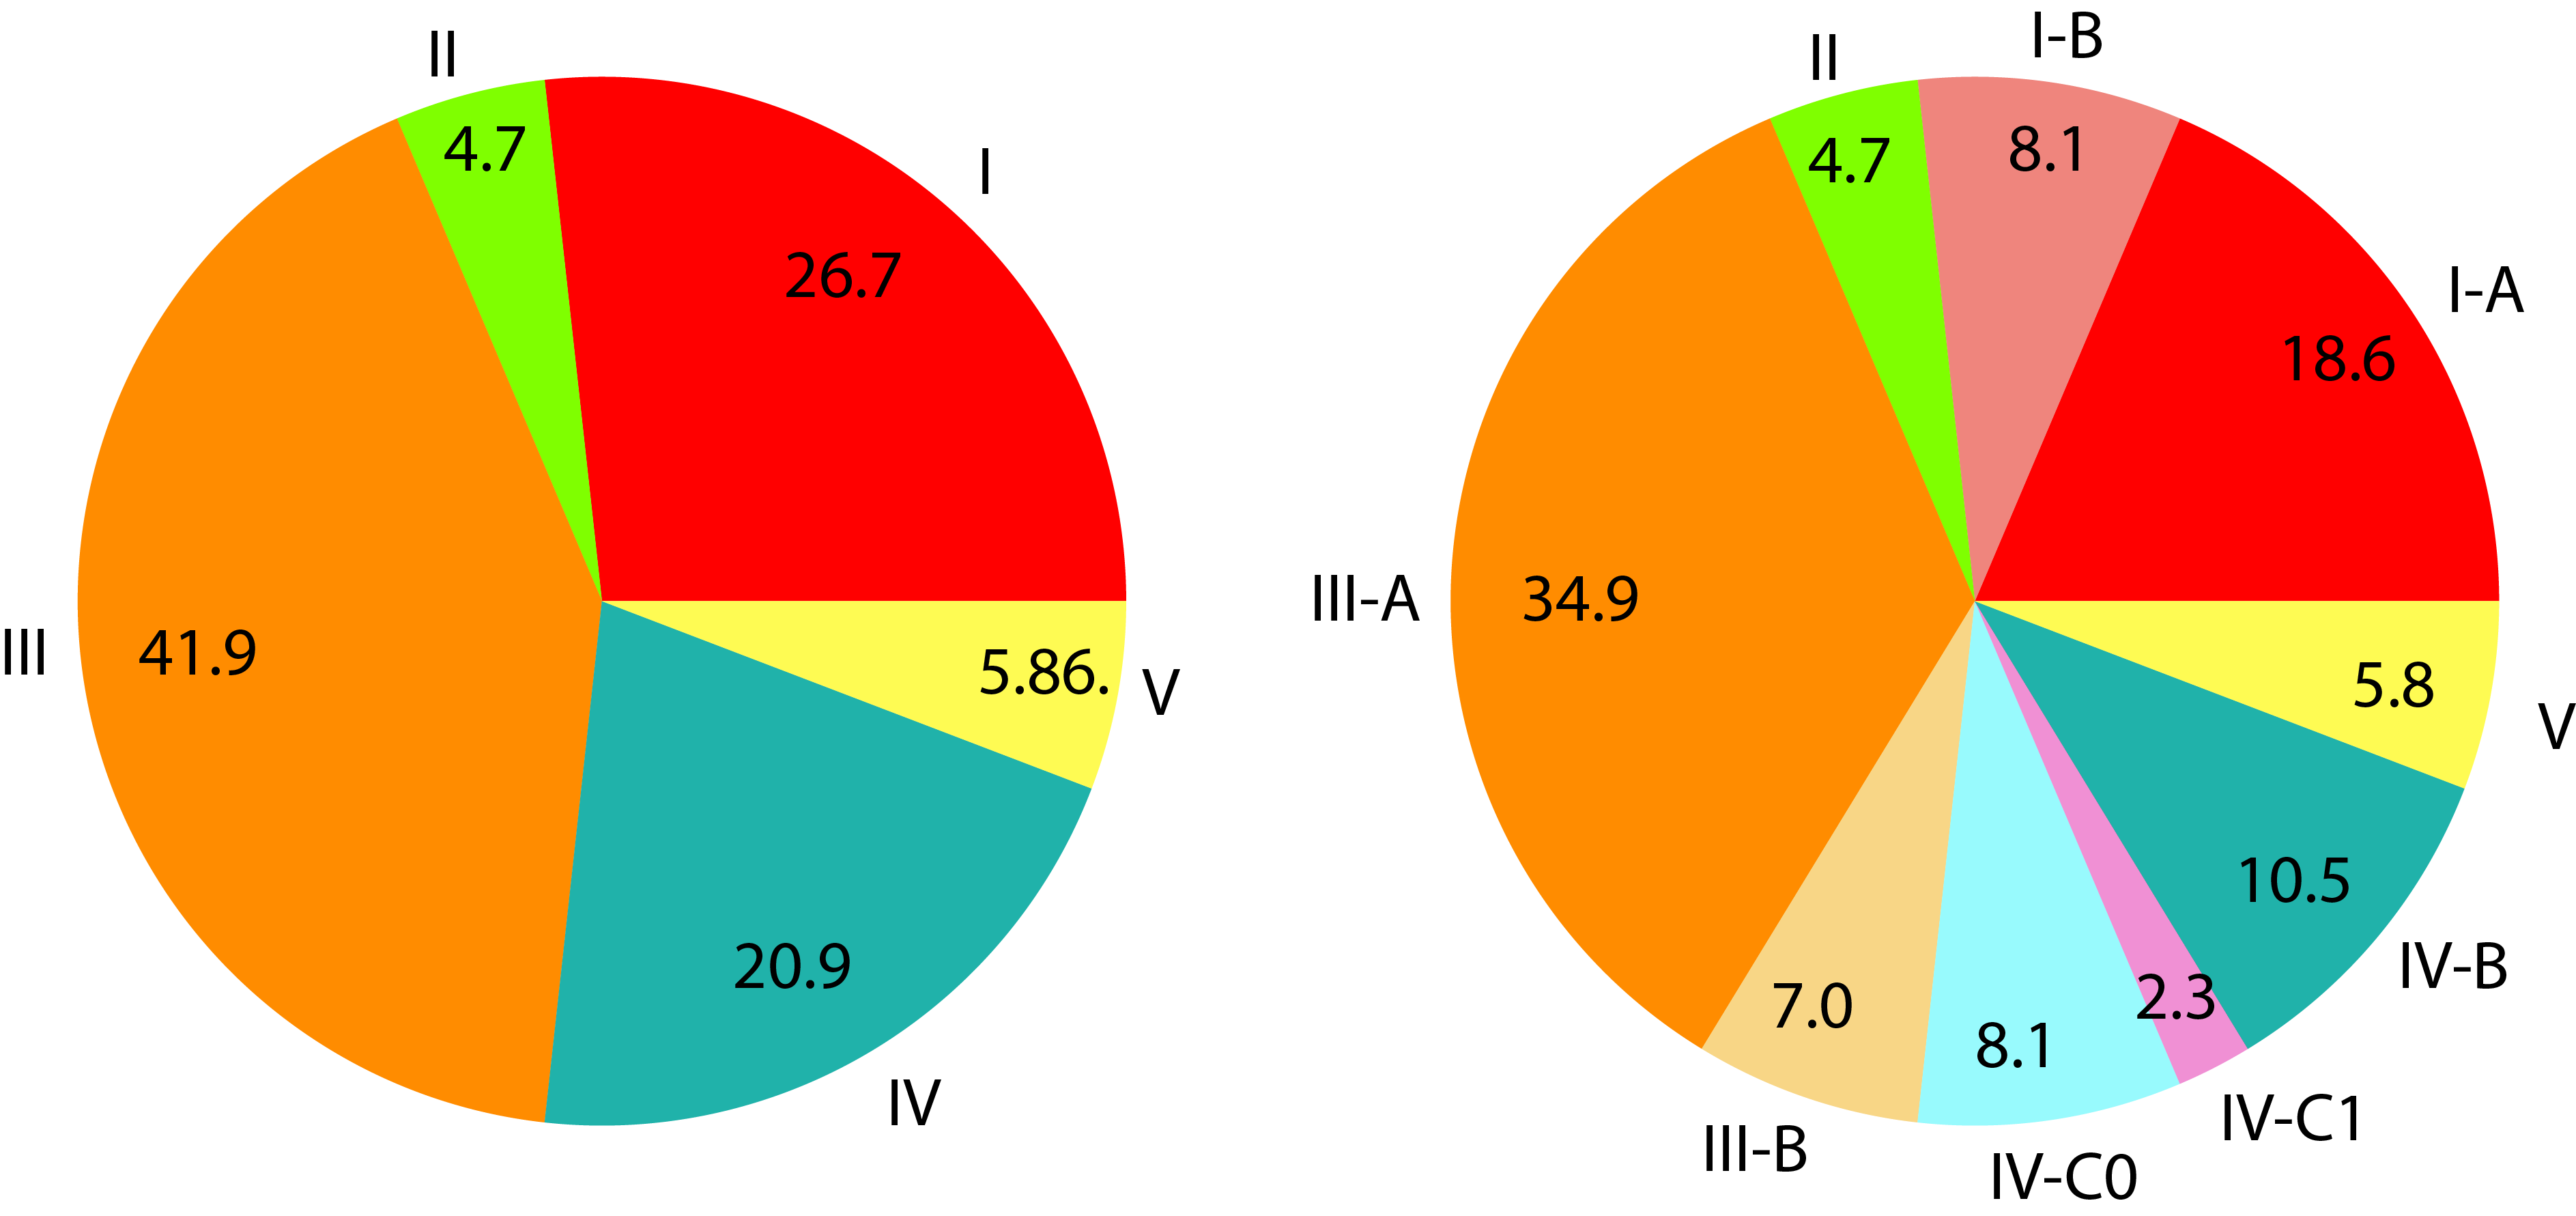 II
4.7
I
26.7
III
41.9
5.86.
V
20.9
IV
I-B
II
8.1
4.7
I-A
18.6
III-A
34.9
5.8
V
10.5
IV-B
2.3
7.0
8.1
IV-C1
III-B
IV-C0